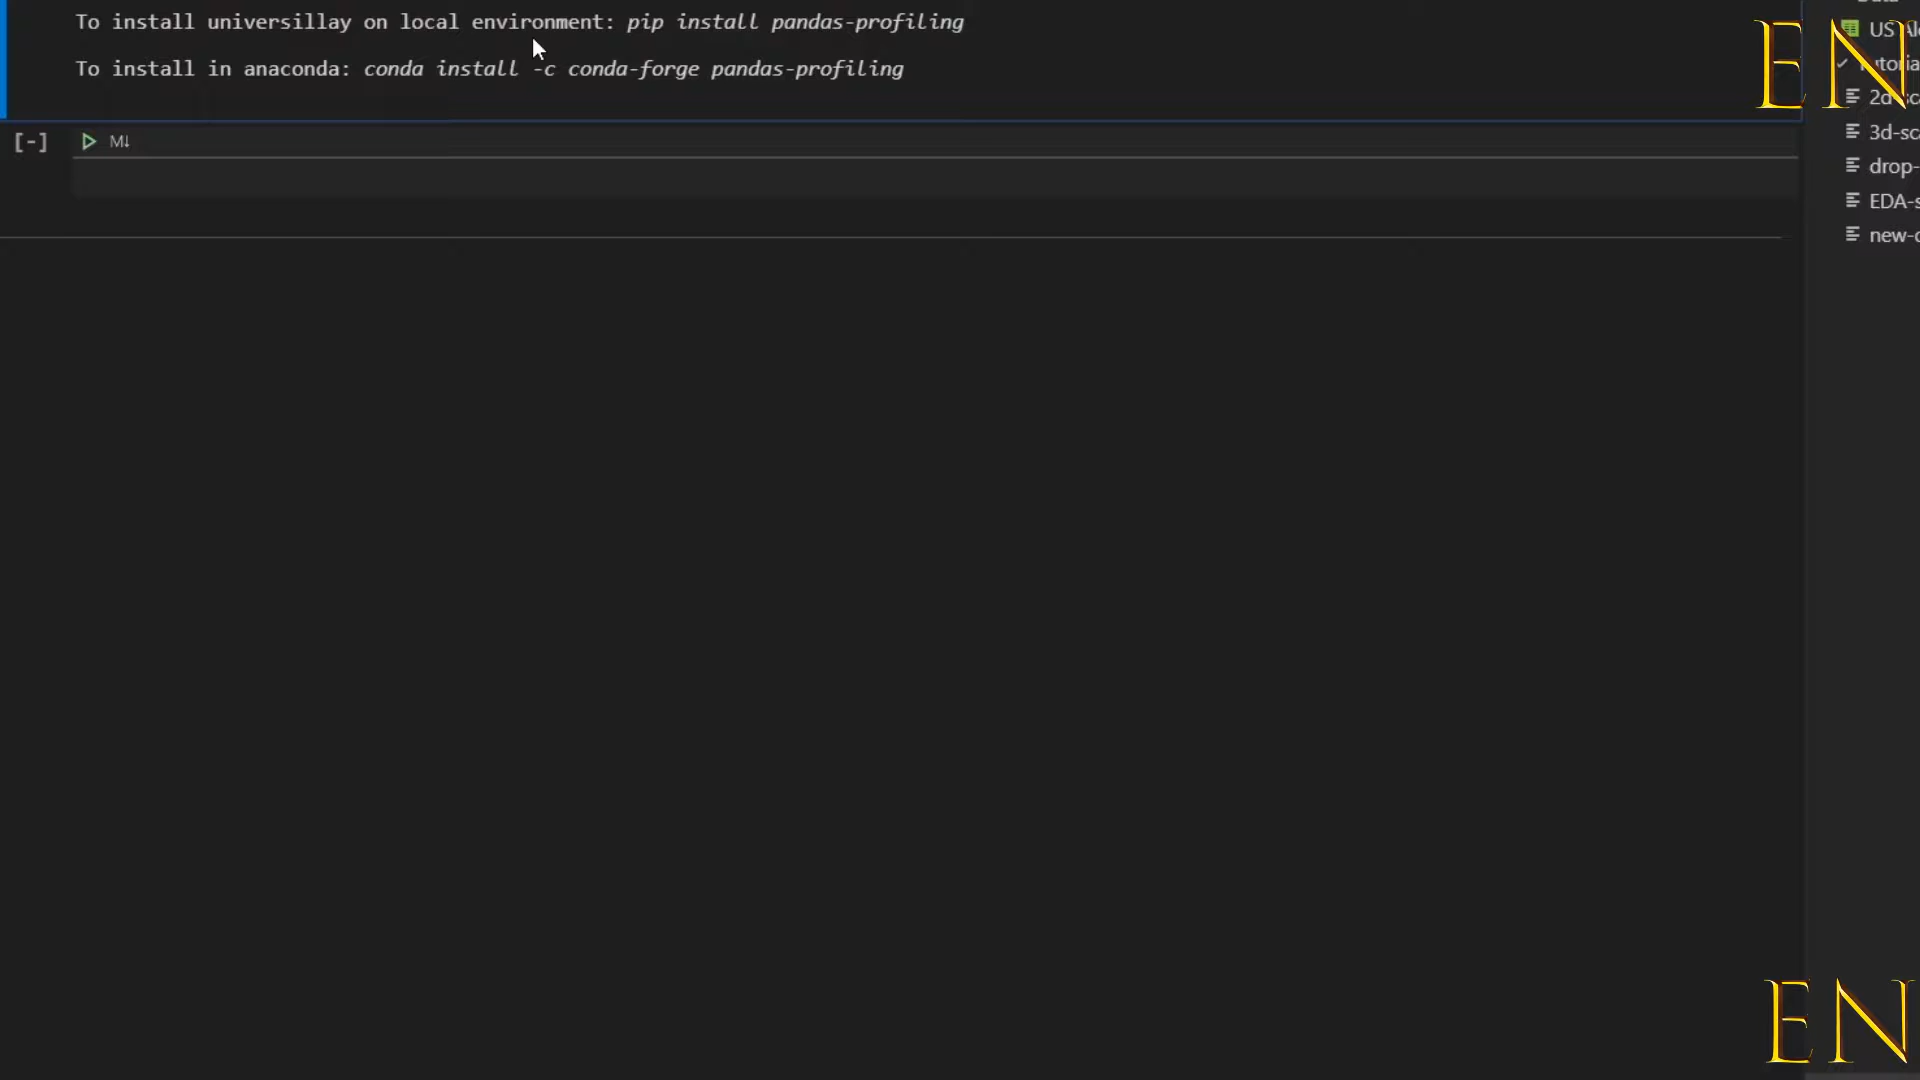 To install universillay on local environment: pip install pandas-profiling
To install in anaconda: conda install -c conda-forge pandas-profiling
[-] M↓
US
EN
2d-sc
3d-sc
drop-
EDA-s
new-
EN